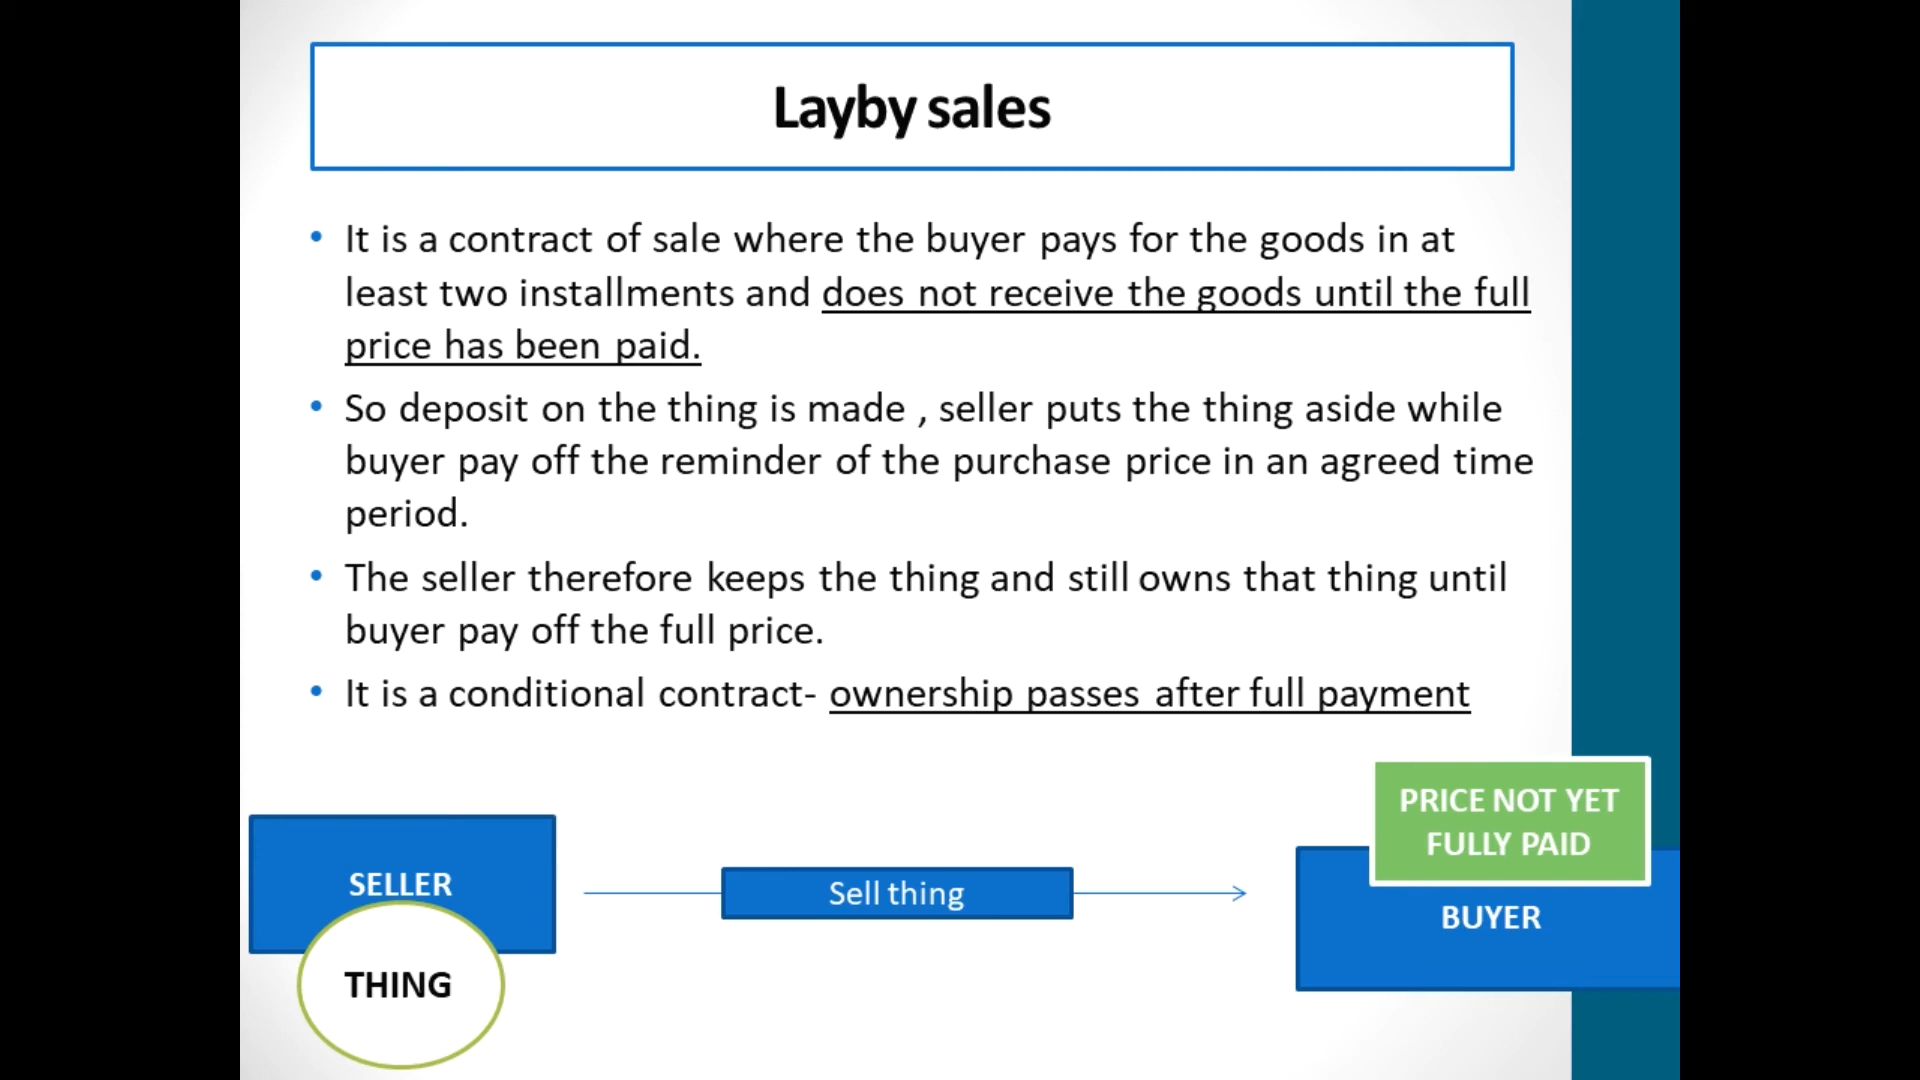 Layby sales
• It is a contract of sale where the buyer pays for the goods in at
least two installments and does not receive the goods until the full
price has been paid.
• So deposit on the thing is made , seller puts the thing aside while
buyer pay off the reminder of the purchase price in an agreed time
period.
• The seller therefore keeps the thing and still owns that thing until
buyer pay off the full price.
• It is a conditional contract- ownership passes after full payment
PRICE NOT YET
FULLY PAID
SELLER
Sell thing
BUYER
THING